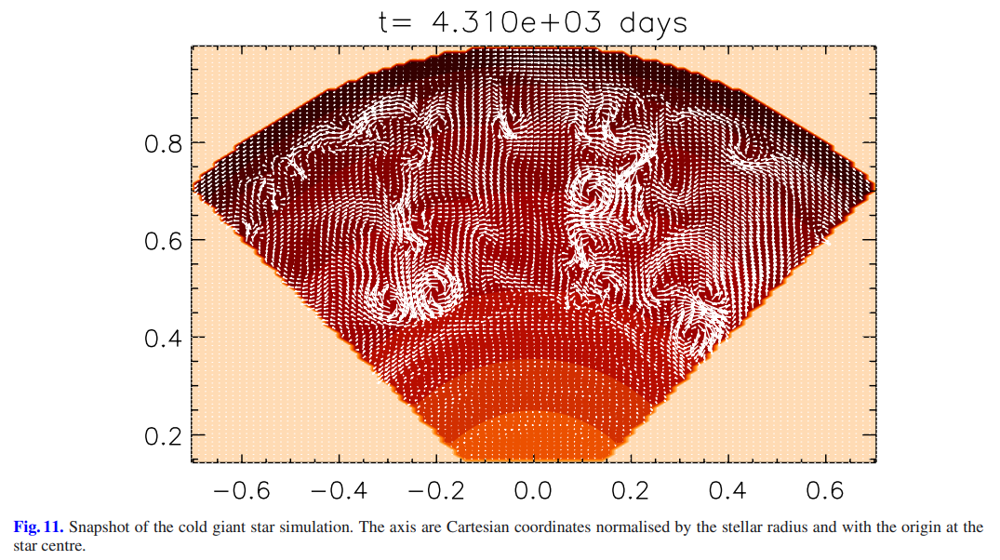 t= 4.310e+03 days
0.8
0.6
0.4
0.2
−0.6 −0.4 −0.2 0.0 0.2 0.4 0.6
Fig. 11. Snapshot of the cold giant star simulation. The axis are Cartesian coordinates normalised by the stellar radius and with the origin at the
star centre.